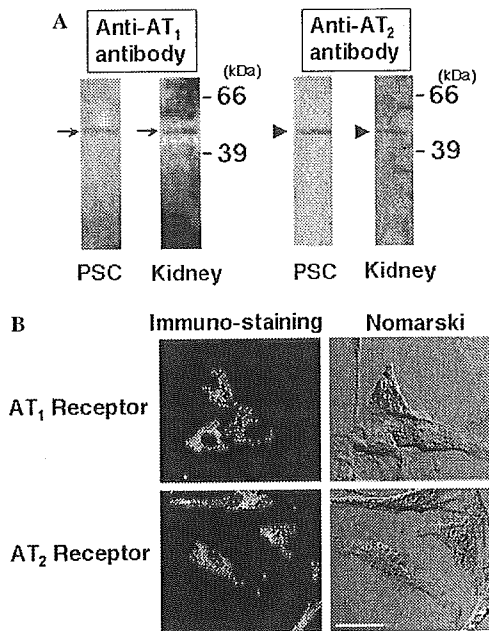 A
Anti-AT1 antibody
Anti-AT2 antibody
(kDa)
(kDa)
- 66
- 66
- 39
- 39
PSC Kidney PSC Kidney
B
Immuno-staining Nomarski
AT1 Receptor
AT2 Receptor